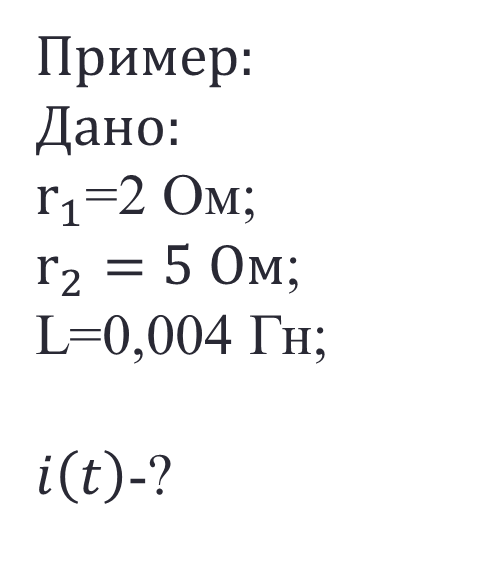 Пример:
Дано:
r₁=2 Ом;
r₂ = 5 Ом;
L=0,004 Гн;
i(t)-?